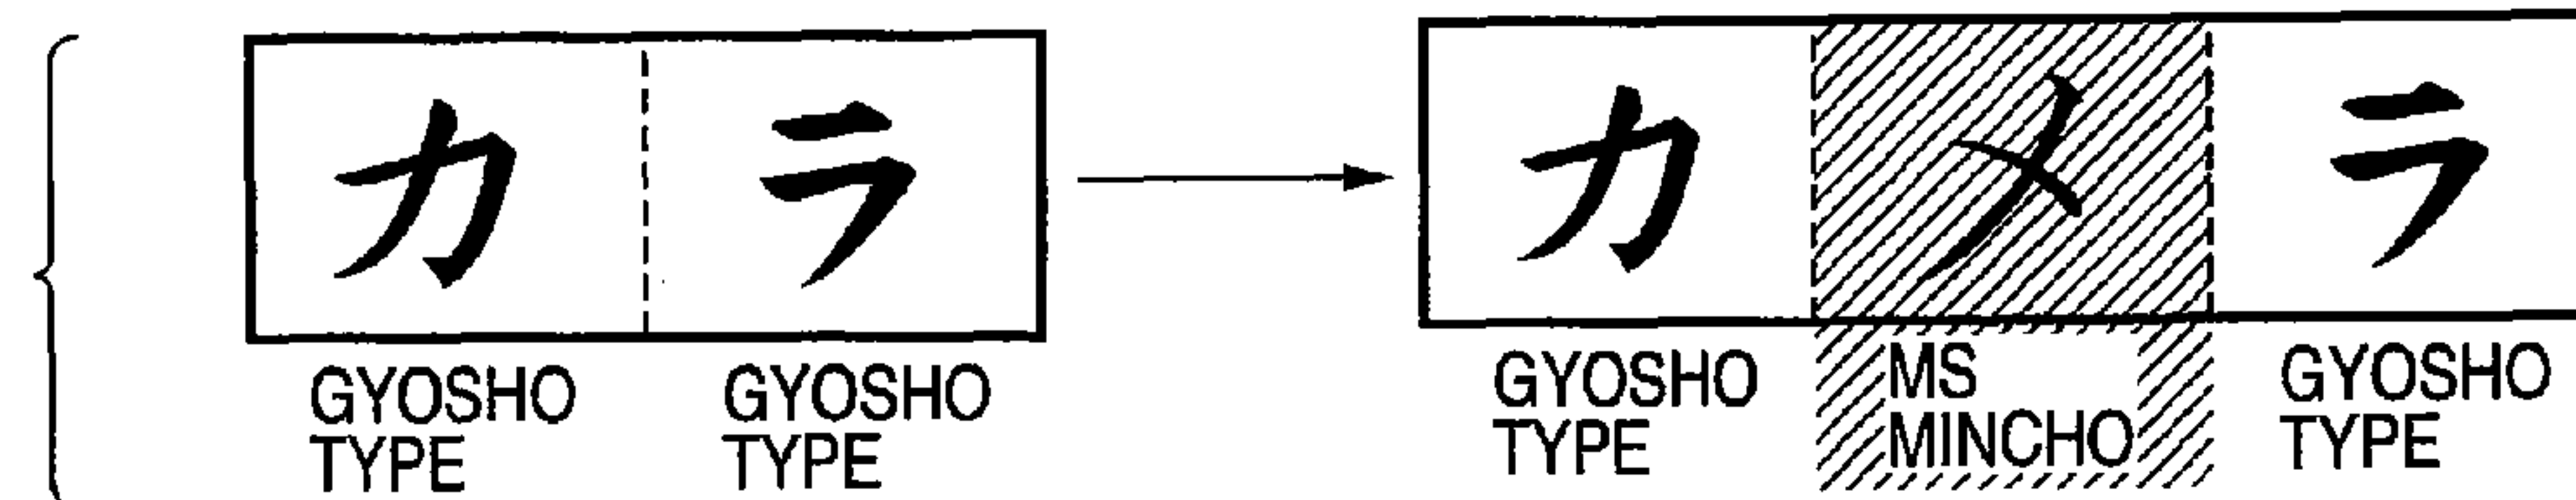 カ ラ
カ メ ラ
GYOSHO
TYPE
GYOSHO
TYPE
GYOSHO
TYPE
MS
MINCHO
GYOSHO
TYPE